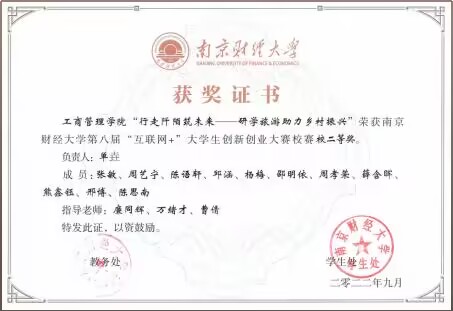 南京财经大学
NANJING UNIVERSITY OF FINANCE & ECONOMICS
获奖证书
工商管理学院“行走阡陌筑未来——研学旅游助力乡村振兴”荣获南京
财经大学第八届“互联网+”大学生创新创业大赛校赛校二等奖。
负责人：单垚
成 员：张敏、周艺宁、陈语轩、邱涵、杨梅、邵明依、周孝荣、薛含晖、
熊鑫钰、邢博、陈思南
指导老师：廉同辉、万绪才、曹倩
特发此证，以资鼓励。
教务处
学生处
二〇二二年九月
南京财经大学
学生处